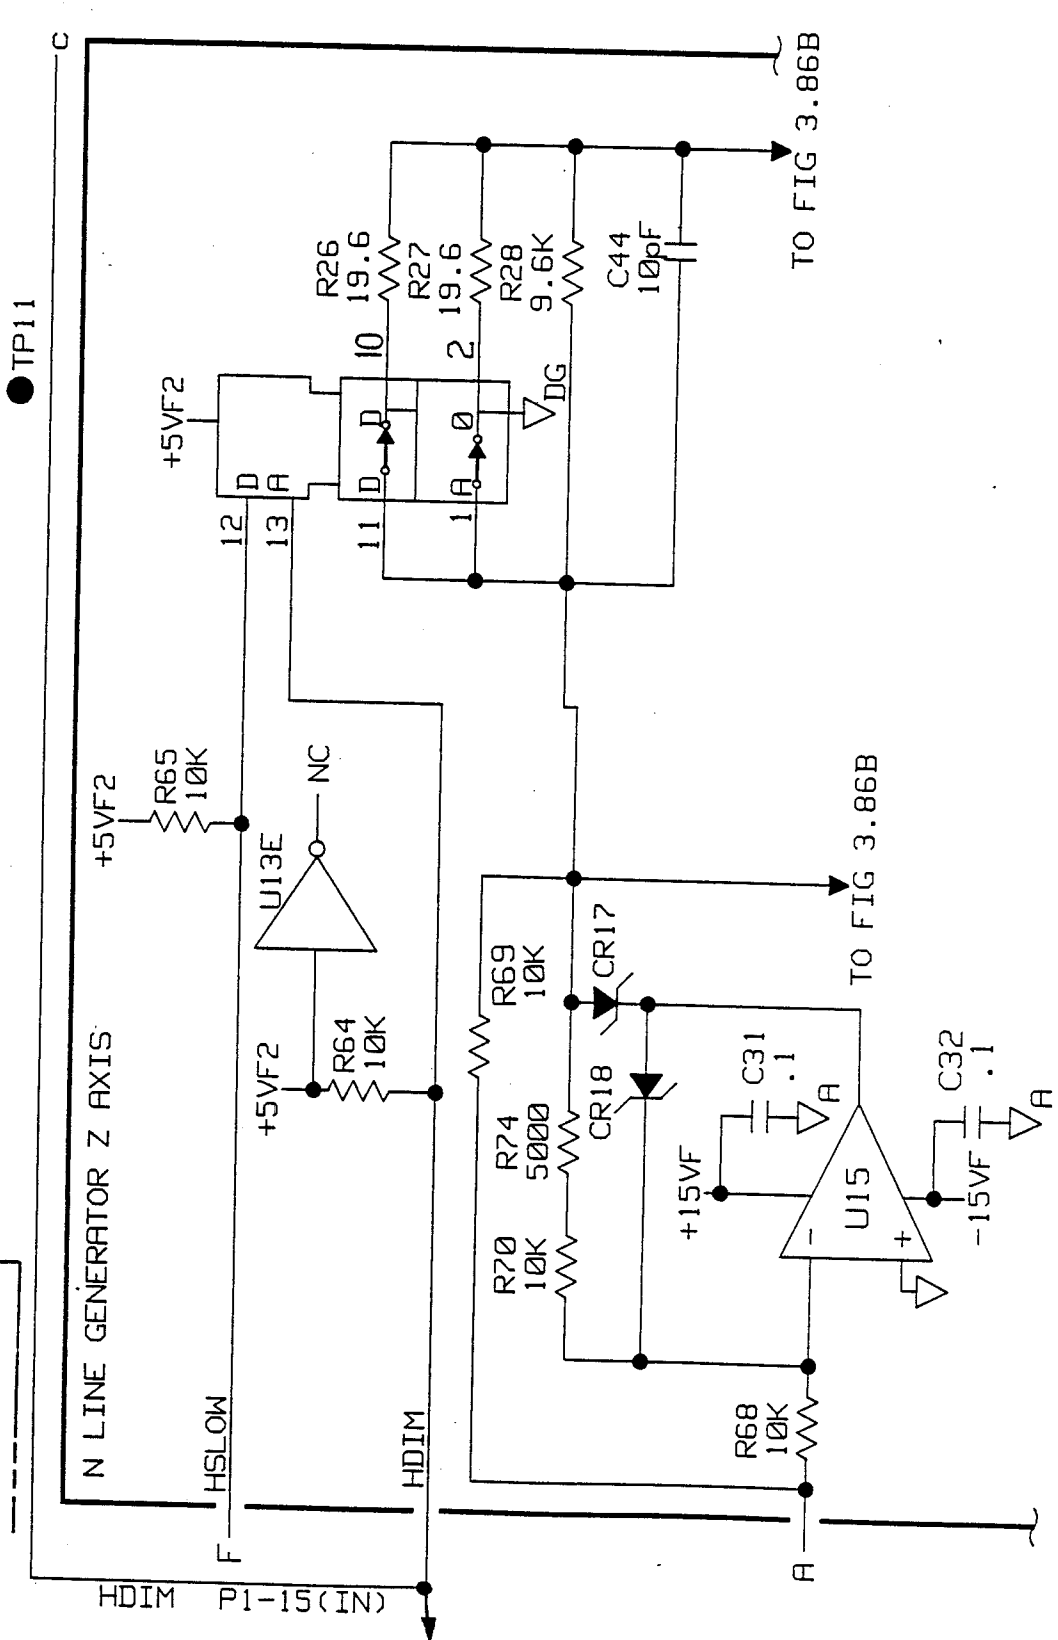 C
TP11
N LINE GENERATOR Z AXIS
HDIM P1-15(IN)
F
HSLOW
HDIM
A
+5VF2
R65
10K
+5VF2
R64
10K
U13E
NC
+5VF2
12
D
13
A
11
D
D
10
1
A
0
2
DG
R26
19.6
R27
19.6
R28
9.6K
C44
10pF
TO FIG 3.86B
R69
10K
R70
10K
R74
5000
CR17
CR18
R68
10K
+15VF
C31
.1
A
-
+
U15
-15VF
C32
.1
A
TO FIG 3.86B